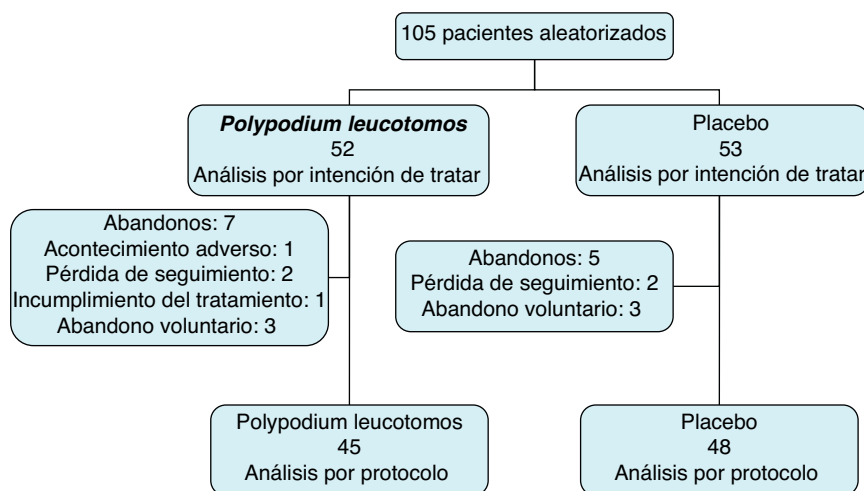 105 pacientes aleatorizados
Polypodium leucotomos
52
Análisis por intención de tratar
Placebo
53
Análisis por intención de tratar
Abandonos: 7
Acontecimiento adverso: 1
Pérdida de seguimiento: 2
Incumplimiento del tratamiento: 1
Abandono voluntario: 3
Abandonos: 5
Pérdida de seguimiento: 2
Abandono voluntario: 3
Polypodium leucotomos
45
Análisis por protocolo
Placebo
48
Análisis por protocolo